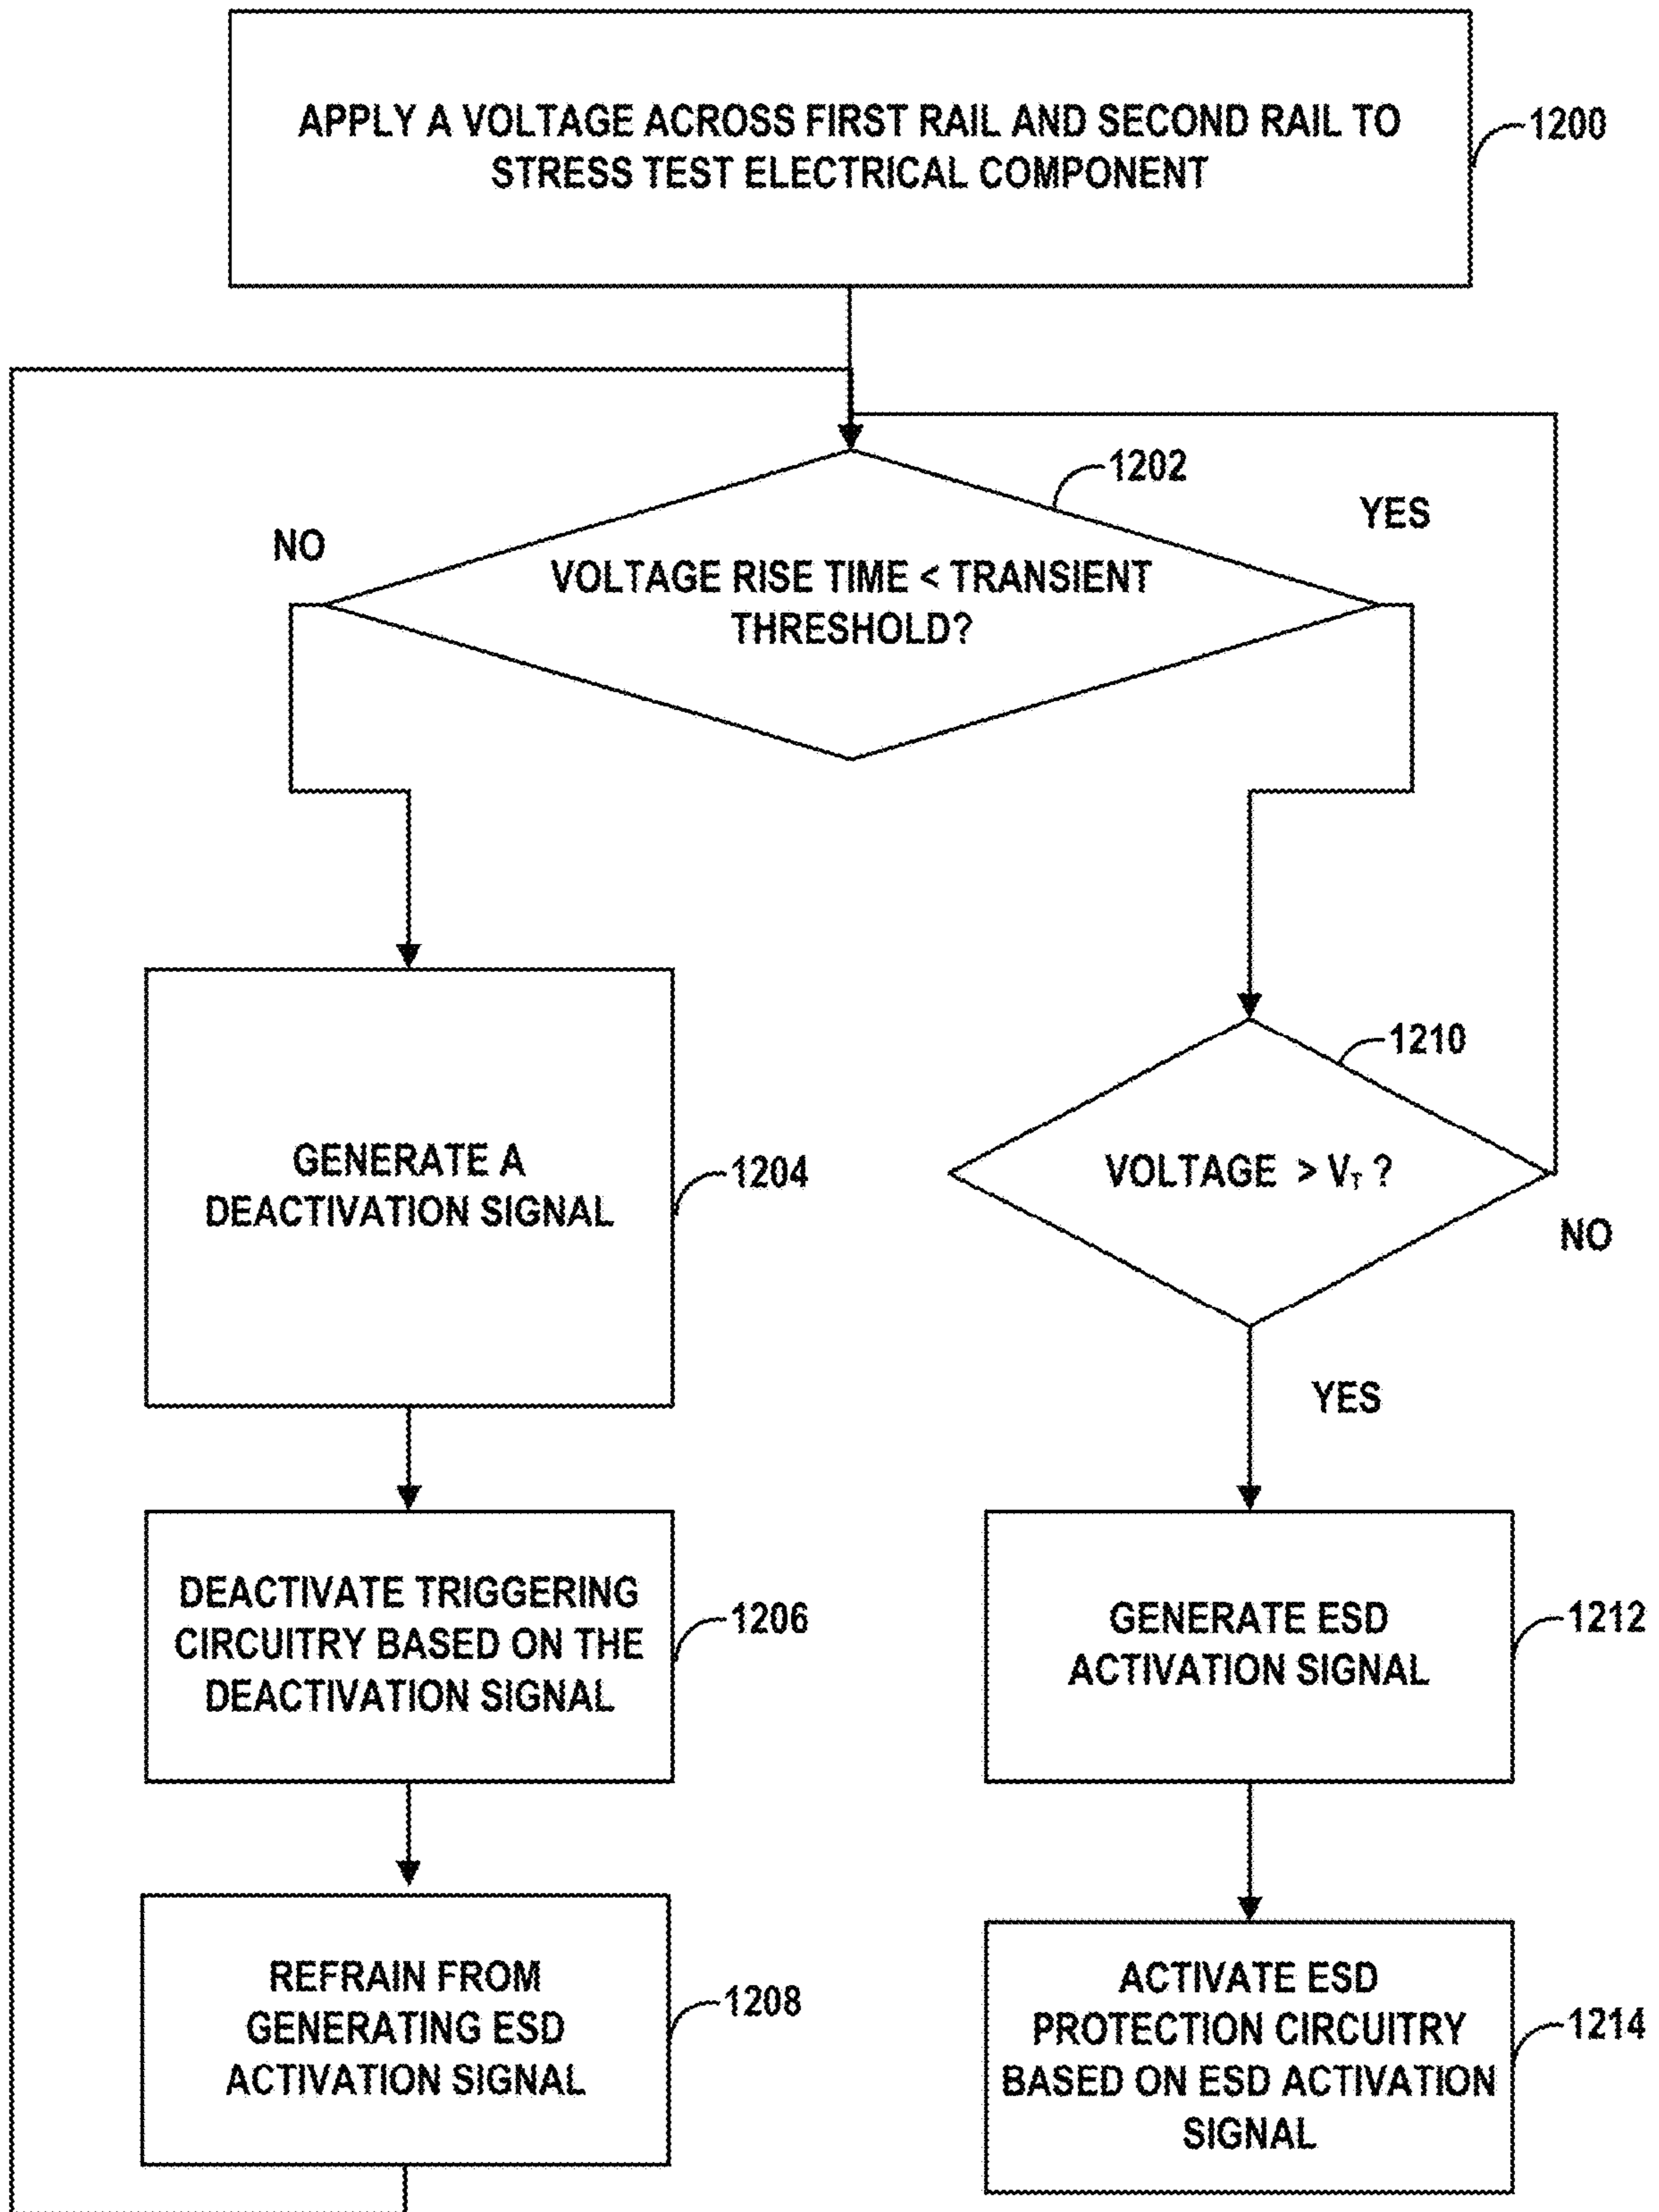 APPLY A VOLTAGE ACROSS FIRST RAIL AND SECOND RAIL TO
STRESS TEST ELECTRICAL COMPONENT
1200
1202
NO
YES
VOLTAGE RISE TIME < TRANSIENT
THRESHOLD?
GENERATE A
DEACTIVATION SIGNAL
1204
1210
VOLTAGE > VT ?
NO
YES
DEACTIVATE TRIGGERING
CIRCUITRY BASED ON THE
DEACTIVATION SIGNAL
1206
GENERATE ESD
ACTIVATION SIGNAL
1212
REFRAIN FROM
GENERATING ESD
ACTIVATION SIGNAL
1208
ACTIVATE ESD
PROTECTION CIRCUITRY
BASED ON ESD ACTIVATION
SIGNAL
1214